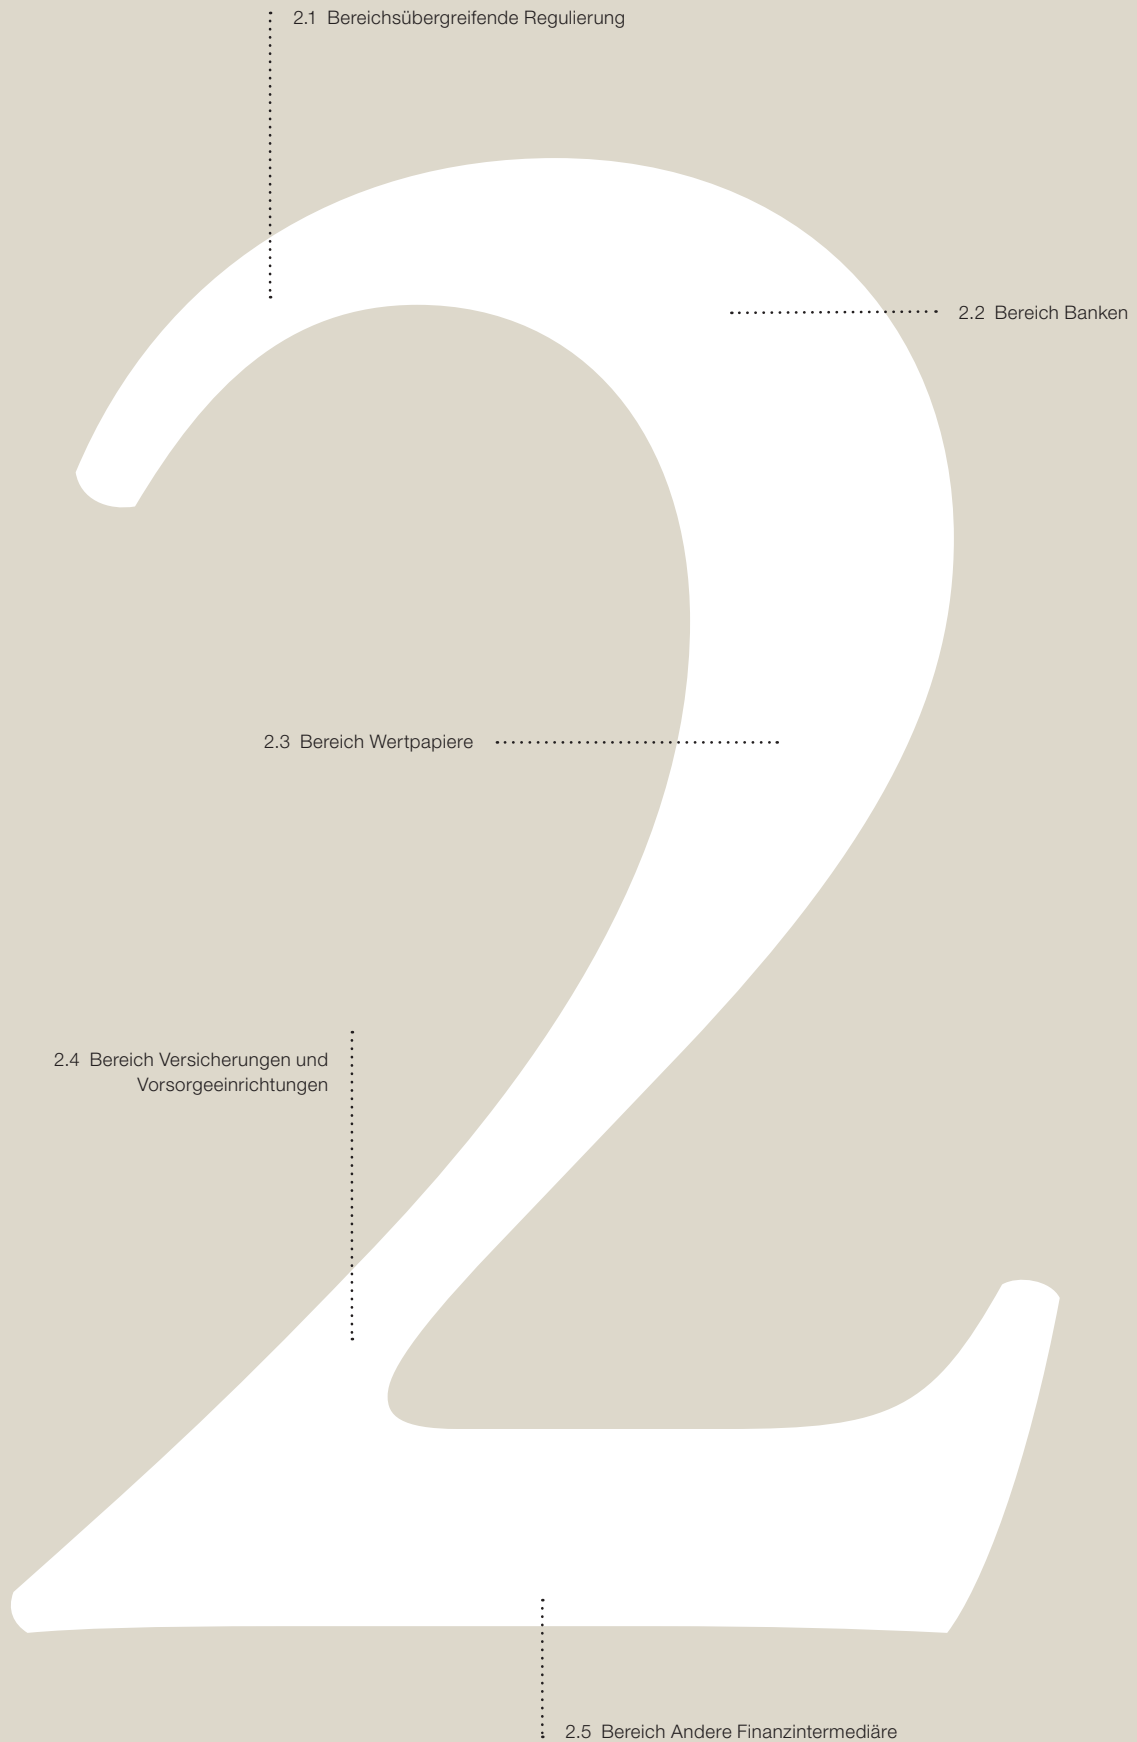 2.1 Bereichsübergreifende Regulierung
2.2 Bereich Banken
2.3 Bereich Wertpapiere
2.4 Bereich Versicherungen und
Vorsorgeeinrichtungen
2.5 Bereich Andere Finanzintermediäre
2